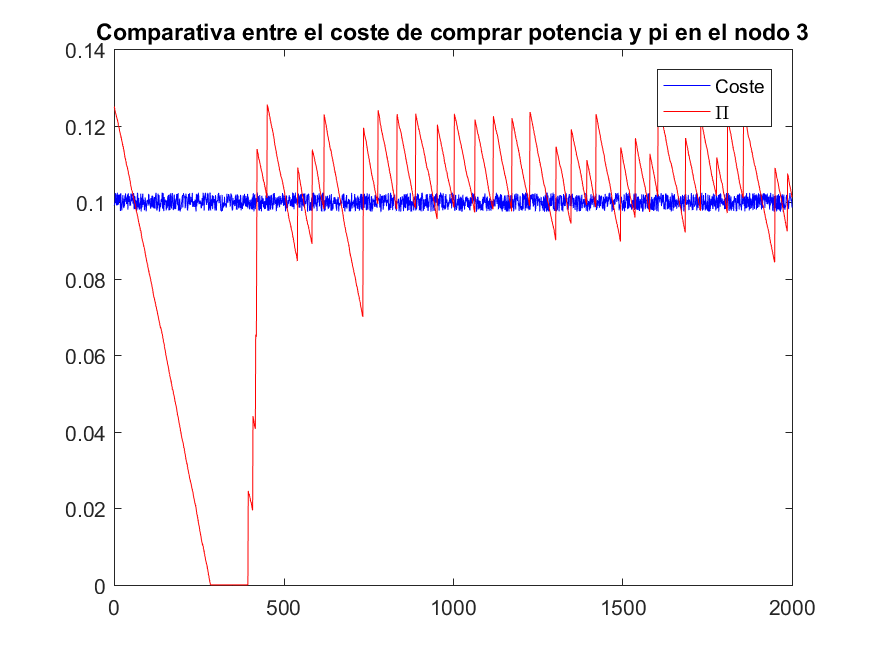 Comparativa entre el coste de comprar potencia y pi en el nodo 3
0.14
0.12
0.1
0.08
0.06
0.04
0.02
0
0 500 1000 1500 2000
Coste
Π